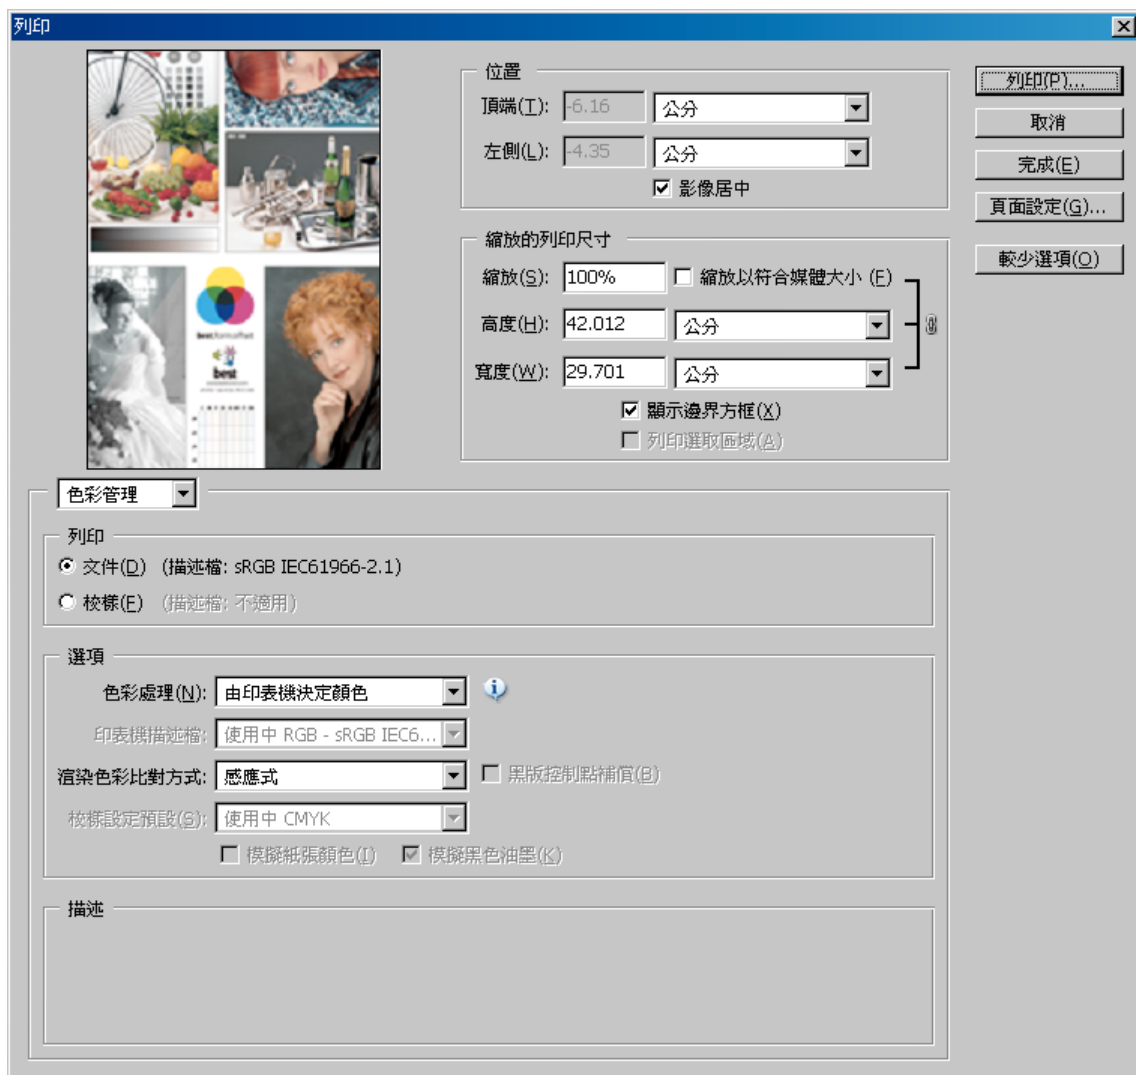 列印
位置
頂端(T): -6.16 公分
左側(L): -4.35 公分
影像居中
縮放的列印尺寸
縮放(S): 100% 縮放以符合媒體大小 (F)
高度(H): 42.012 公分
寬度(W): 29.701 公分
顯示邊界方框(X)
列印選取區域(A)
列印(P)...
取消
完成(E)
頁面設定(G)...
較少選項(O)
best
色彩管理
列印
文件(D) (描述檔: sRGB IEC61966-2.1)
校樣(F) (描述檔: 不適用)
選項
色彩處理(N): 由印表機決定顏色
印表機描述檔: 使用中 RGB - sRGB IEC6...
渲染色彩比對方式: 感應式 黑版控制點補償(B)
校樣設定預設(S): 使用中 CMYK
模擬紙張顏色(I) 模擬黑色油墨(K)
描述